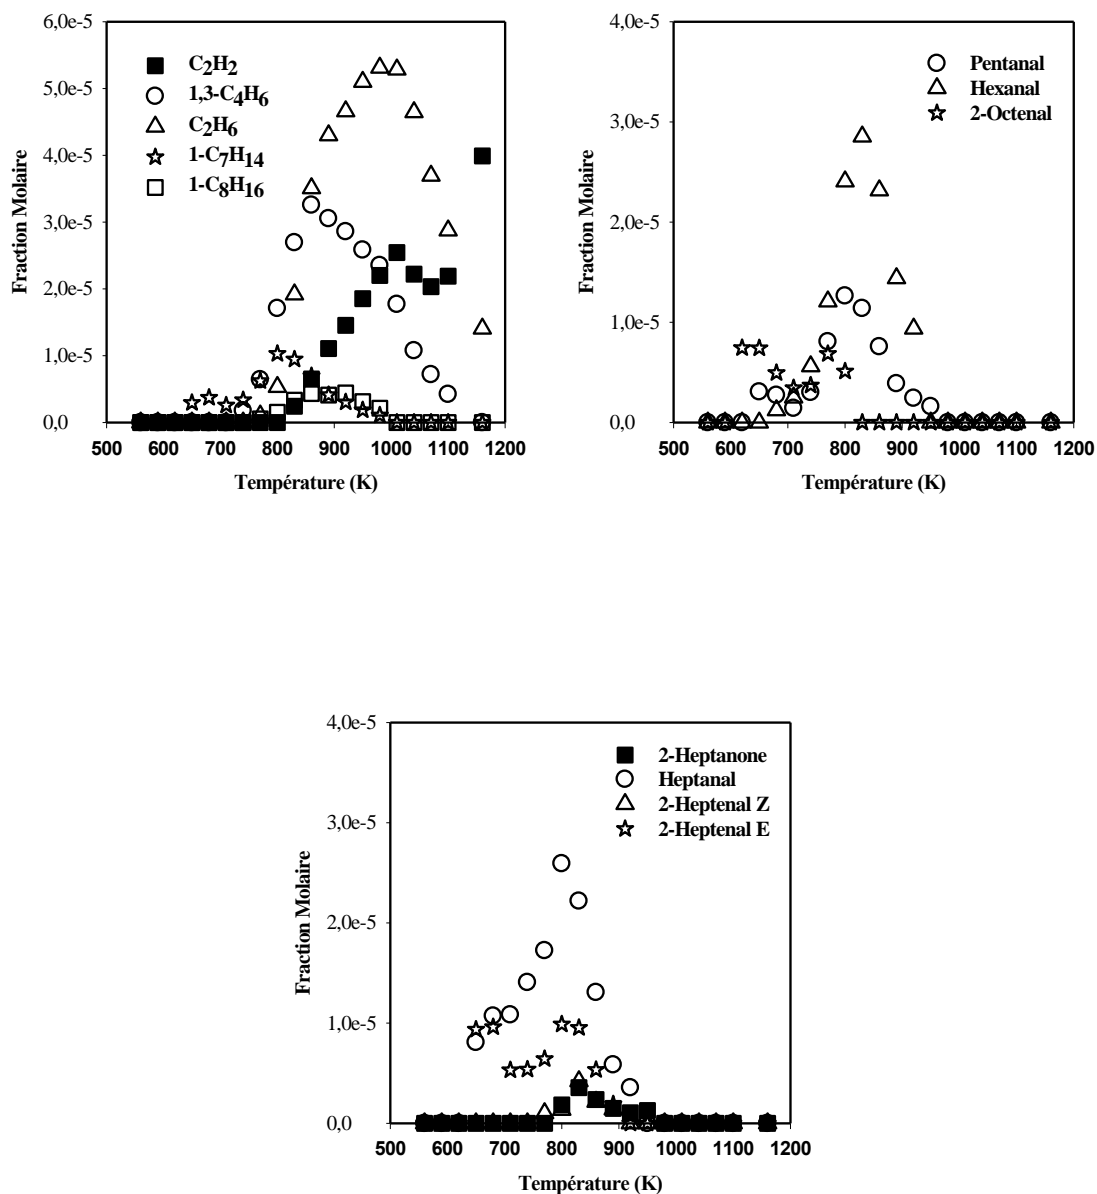 6,0e-5
5,0e-5
4,0e-5
3,0e-5
2,0e-5
1,0e-5
0,0
Fraction Molaire
C2H2
1,3-C4H6
C2H6
1-C7H14
1-C8H16
500 600 700 800 900 1000 1100 1200
Température (K)
4,0e-5
3,0e-5
2,0e-5
1,0e-5
0,0
Fraction Molaire
Pentanal
Hexanal
2-Octenal
500 600 700 800 900 1000 1100 1200
Température (K)
4,0e-5
3,0e-5
2,0e-5
1,0e-5
0,0
Fraction Molaire
2-Heptanone
Heptanal
2-Heptenal Z
2-Heptenal E
500 600 700 800 900 1000 1100 1200
Température (K)